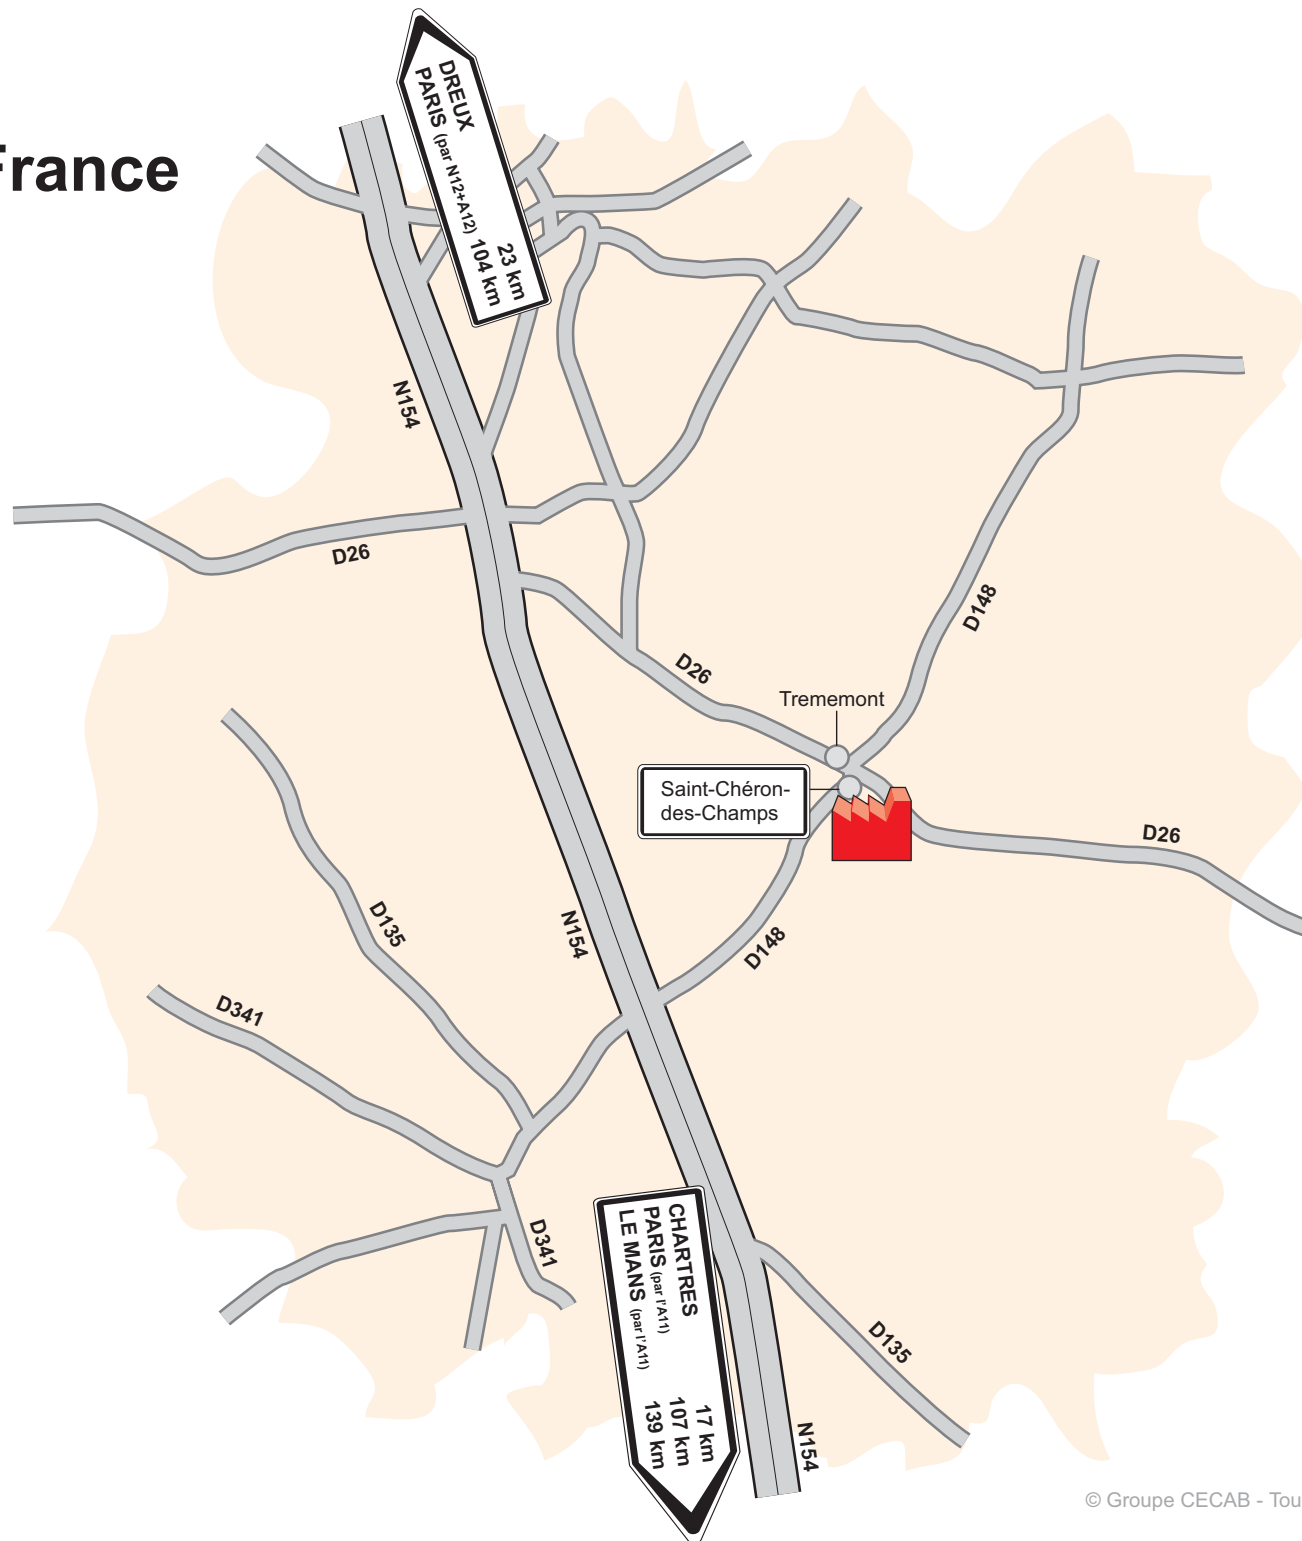 France
DREUX 23 km
PARIS (par N12+A12) 104 km
N154
D26
D148
D26
Trememont
Saint-Chéron-
des-Champs
D26
D135
N154
D148
D341
D341
CHARTRES 17 km
PARIS (par l'A11) 107 km
LE MANS (par l'A11) 139 km
D135
N154
© Groupe CECAB - Tou